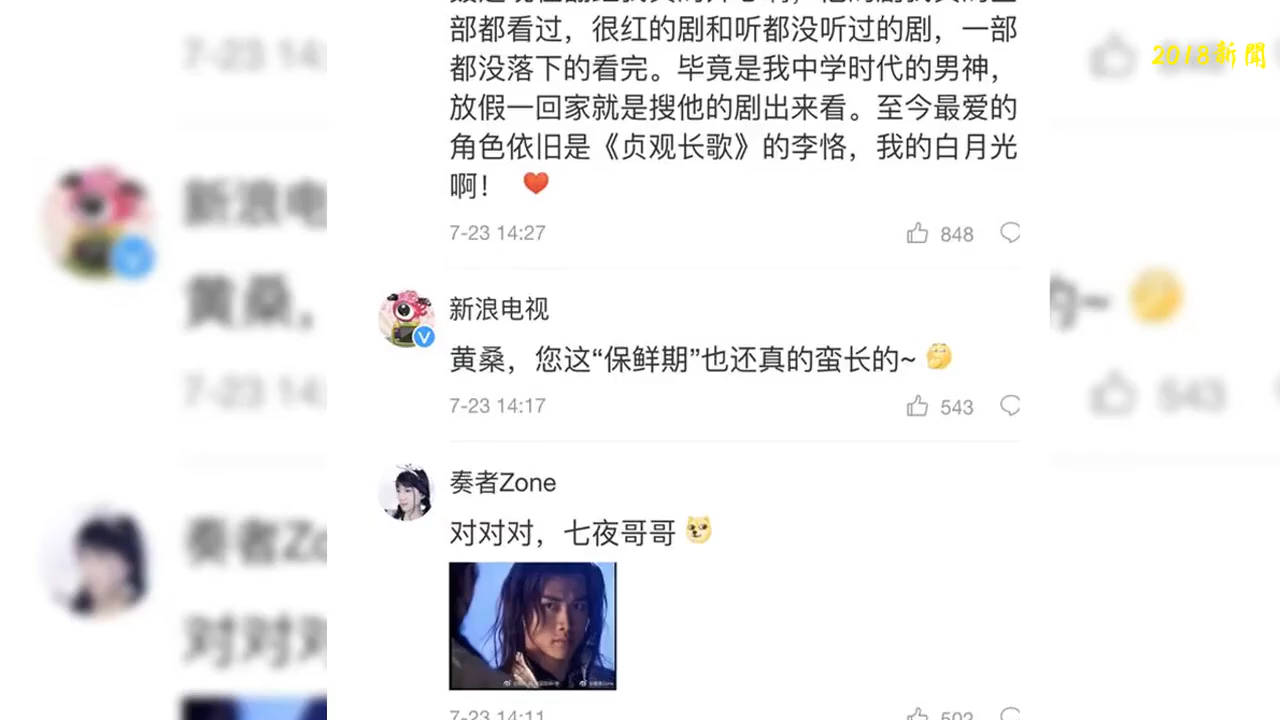 2018新聞
部都看过，很红的剧和听都没听过的剧，一部
都没落下的看完。毕竟是我中学时代的男神，
放假一回家就是搜他的剧出来看。至今最爱的
角色依旧是《贞观长歌》的李恪，我的白月光
啊！
7-23 14:27
848
新浪电视
黄桑，您这“保鲜期”也还真的蛮长的~
7-23 14:17
543
奏者Zone
对对对，七夜哥哥
7-23 14:11
502